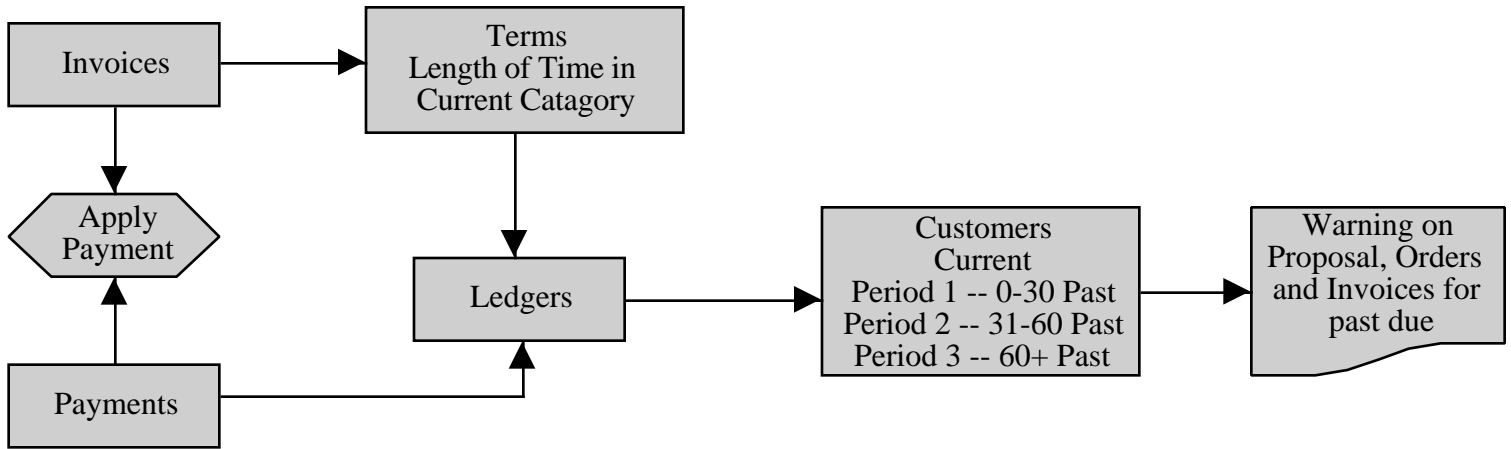 Invoices
Terms
Length of Time in
Current Catagory
Apply
Payment
Ledgers
Payments
Customers
Current
Period 1 -- 0-30 Past
Period 2 -- 31-60 Past
Period 3 -- 60+ Past
Warning on
Proposal, Orders
and Invoices for
past due